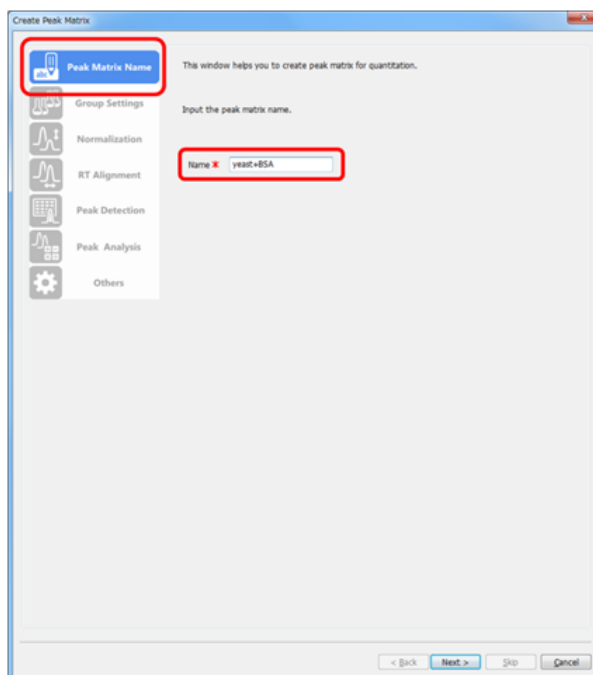 Create Peak Matrix
abc
Peak Matrix Name
Group Settings
Normalization
RT Alignment
Peak Detection
Peak Analysis
Others
This window helps you to create peak matrix for quantitation.
Input the peak matrix name.
Name yeast+BSA
< Back Next > Skip Cancel